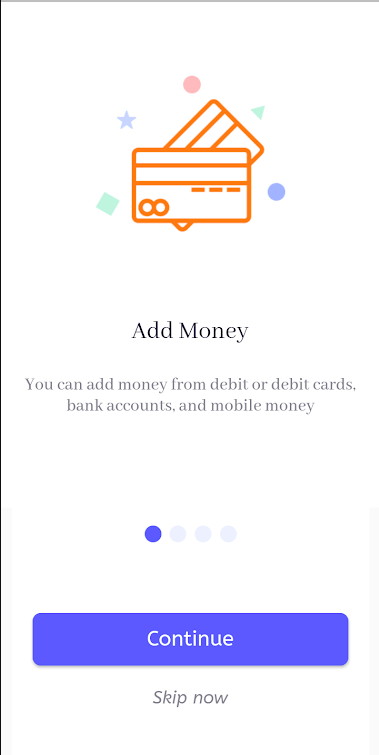 Add Money
You can add money from debit or debit cards,
bank accounts, and mobile money
Continue
Skip now